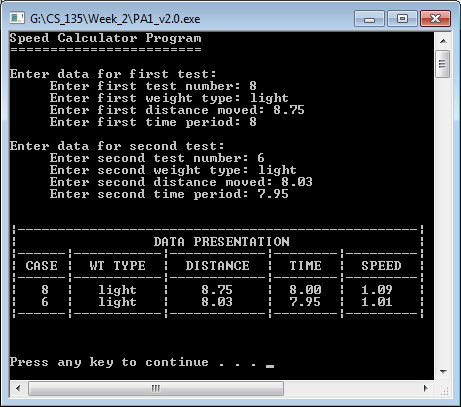 G:\CS_135\Week_2\PA1_v2.0.exe
Speed Calculator Program
========================
Enter data for first test:
Enter first test number: 8
Enter first weight type: light
Enter first distance moved: 8.75
Enter first time period: 8
Enter data for second test:
Enter second test number: 6
Enter second weight type: light
Enter second distance moved: 8.03
Enter second time period: 7.95
DATA PRESENTATION
CASE ¦ WT TYPE ¦ DISTANCE ¦ TIME ¦ SPEED
8 ¦ light ¦ 8.75 ¦ 8.00 ¦ 1.09
6 ¦ light ¦ 8.03 ¦ 7.95 ¦ 1.01
Press any key to continue . . . _